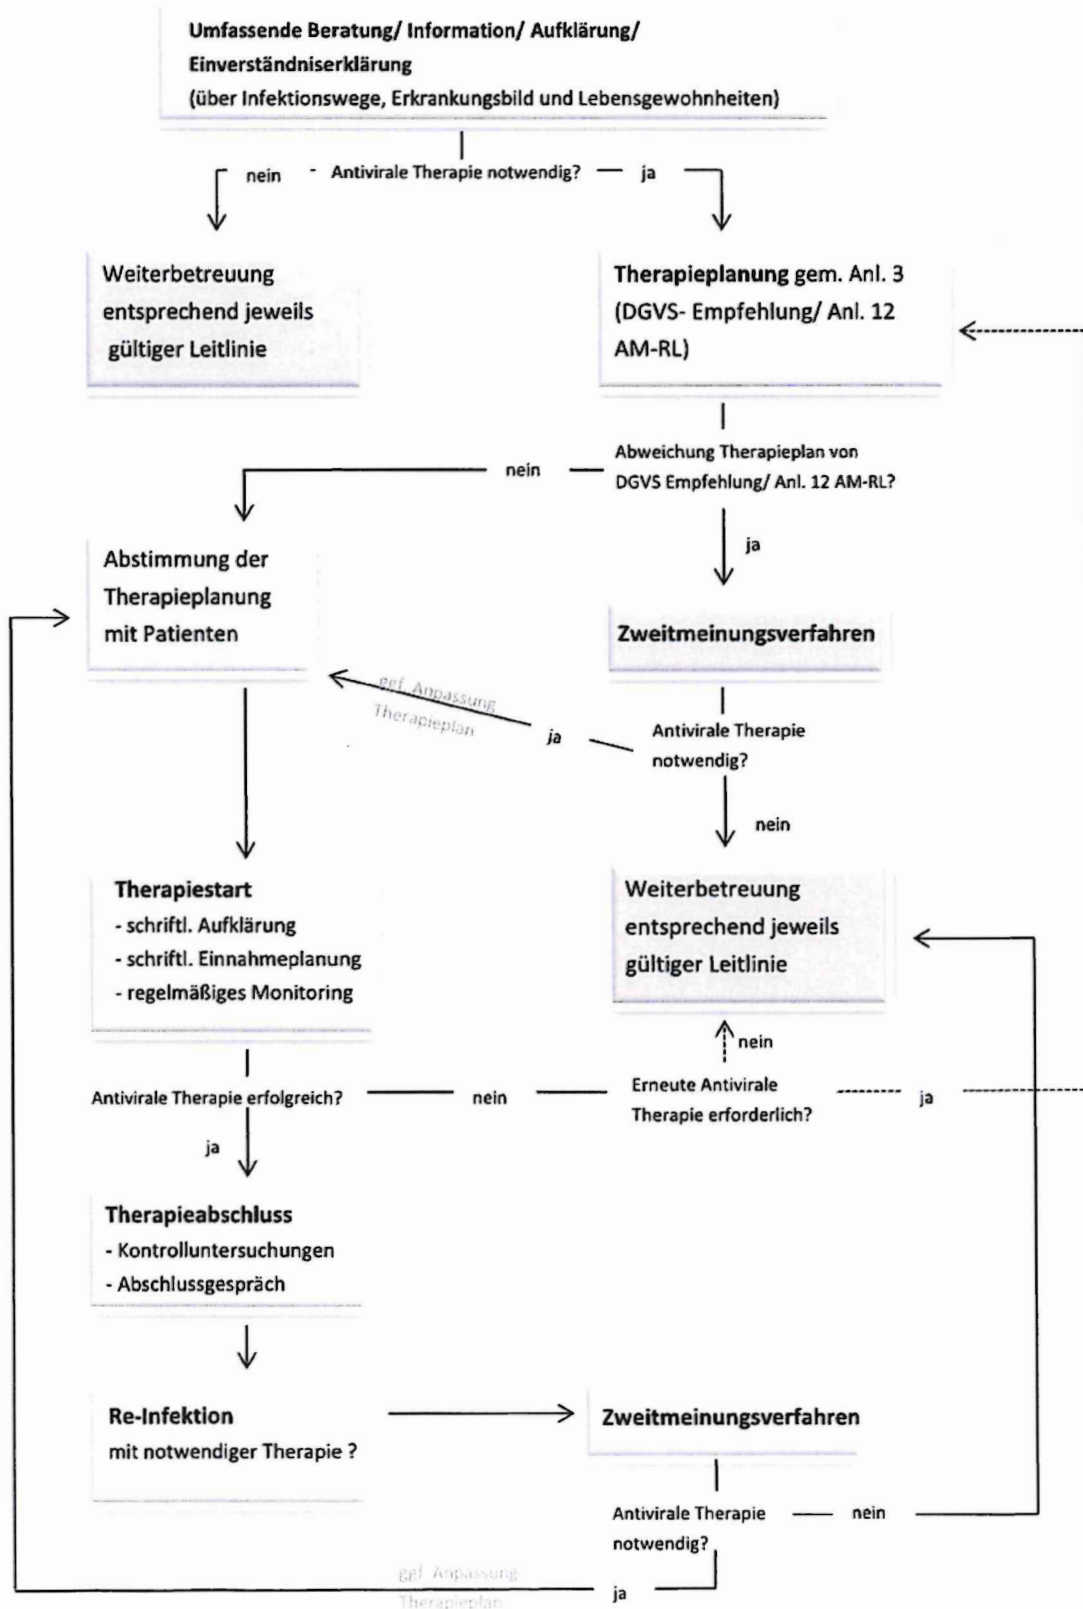 Umfassende Beratung/ Information/ Aufklärung/
Einverständniserklärung
(über Infektionswege, Erkrankungsbild und Lebensgewohnheiten)
nein - Antivirale Therapie notwendig? ja
Weiterbetreuung
entsprechend jeweils
gültiger Leitlinie
Therapieplanung gem. Anl. 3
(DGVS- Empfehlung/ Anl. 12
AM-RL)
Abweichung Therapieplan von
DGVS Empfehlung/ Anl. 12 AM-RL?
nein
ja
Abstimmung der
Therapieplanung
mit Patienten
Zweitmeinungsverfahren
ggf. Anpassung
Therapieplan
ja
Antivirale Therapie
notwendig?
nein
Therapiestart
- schriftl. Aufklärung
- schriftl. Einnahmeplanung
- regelmäßiges Monitoring
Weiterbetreuung
entsprechend jeweils
gültiger Leitlinie
nein
Antivirale Therapie erfolgreich?
nein
Erneute Antivirale
Therapie erforderlich?
ja
ja
Therapieabschluss
- Kontrolluntersuchungen
- Abschlussgespräch
Re-Infektion
mit notwendiger Therapie ?
Zweitmeinungsverfahren
Antivirale Therapie
notwendig?
nein
ggf. Anpassung
Therapieplan
ja